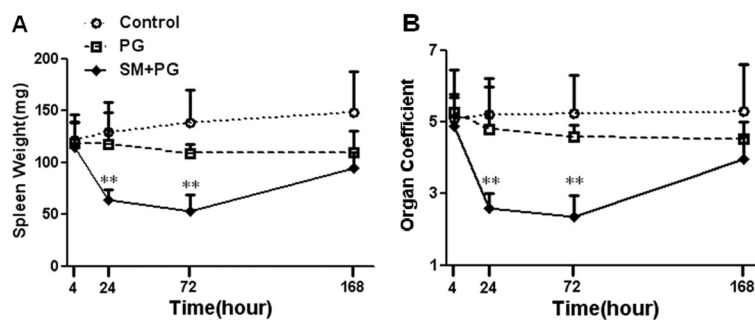 A
Control
PG
SM+PG
Spleen Weight(mg)
200
150
100
50
0
**
**
4
24
72
168
Time(hour)
B
Organ Coefficient
7
5
3
1
**
**
4
24
72
168
Time(hour)